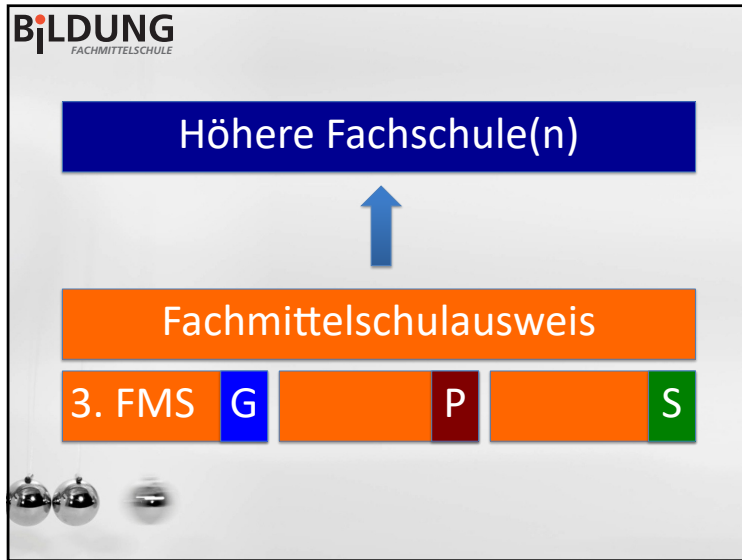 BiLDUNG
FACHMITTELSCHULE
Höhere Fachschule(n)
Fachmittelschulausweis
3. FMS G P S